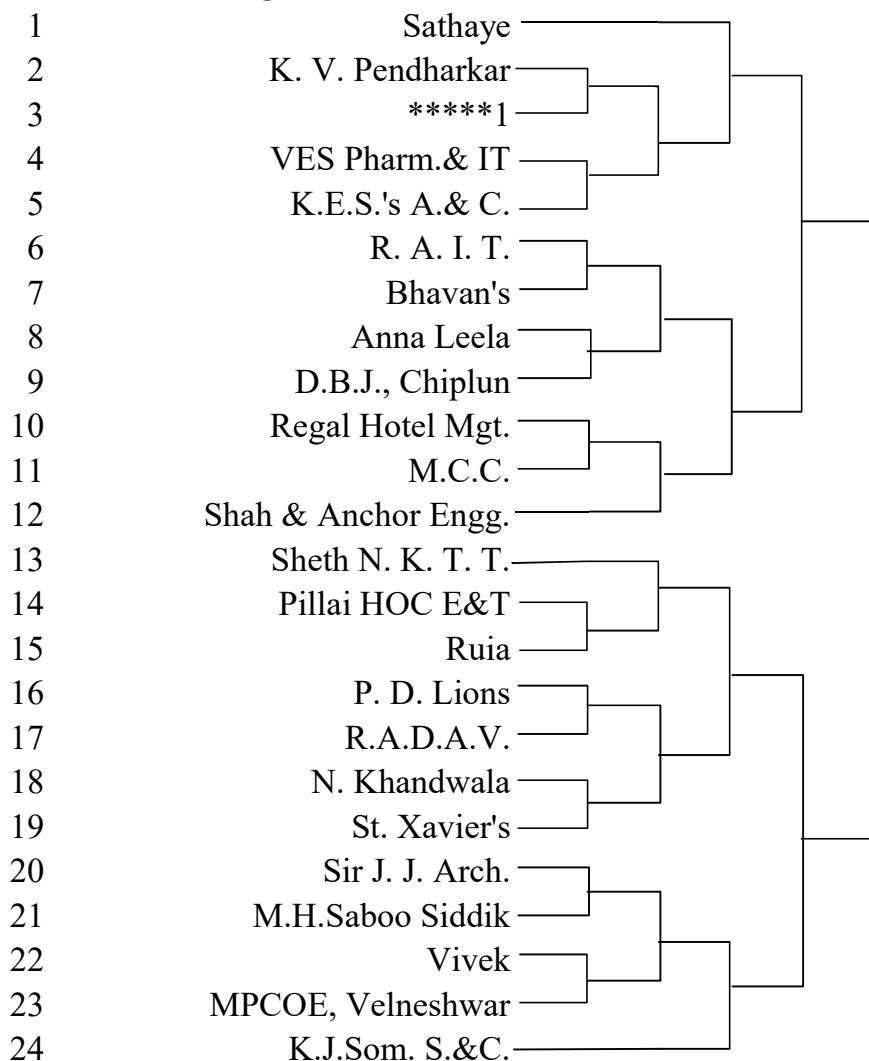 1 Sathaye
2 K. V. Pendharkar
3 *****1
4 VES Pharm.& IT
5 K.E.S.'s A.& C.
6 R. A. I. T.
7 Bhavan's
8 Anna Leela
9 D.B.J., Chiplun
10 Regal Hotel Mgt.
11 M.C.C.
12 Shah & Anchor Engg.
13 Sheth N. K. T. T.
14 Pillai HOC E&T
15 Ruia
16 P. D. Lions
17 R.A.D.A.V.
18 N. Khandwala
19 St. Xavier's
20 Sir J. J. Arch.
21 M.H.Saboo Siddik
22 Vivek
23 MPCOE, Velneshwar
24 K.J.Som. S.&C.